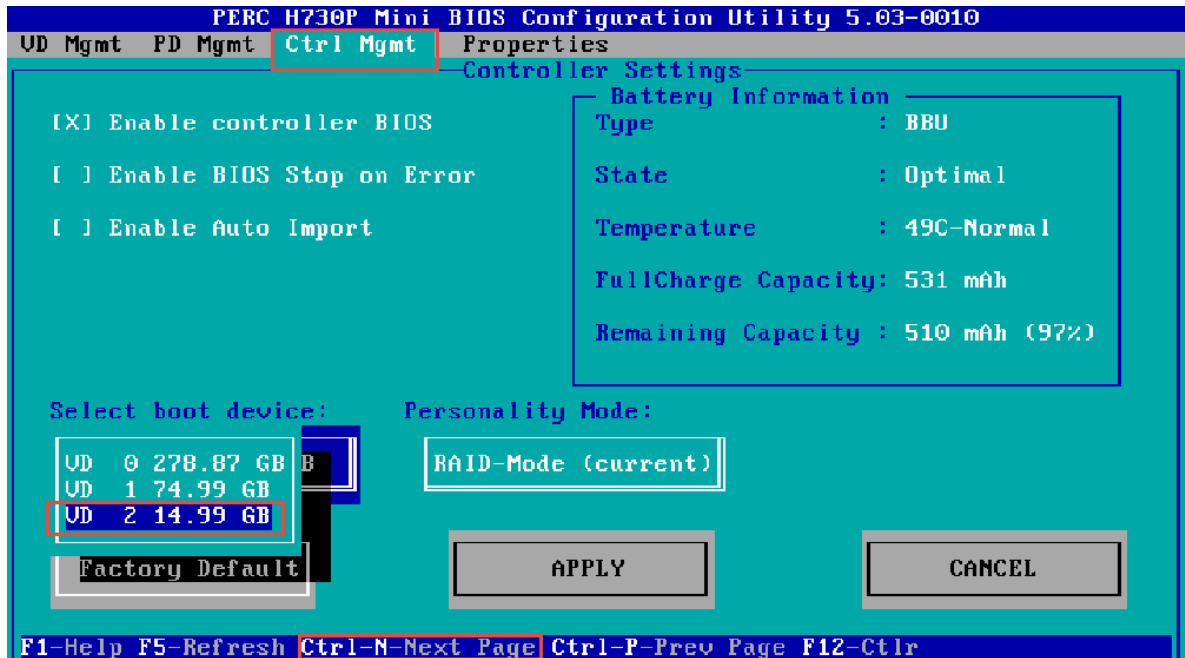 PERC H730P Mini BIOS Configuration Utility 5.03-0010
VD Mgmt PD Mgmt Ctrl Mgmt Properties
Controller Settings
Battery Information
[X] Enable controller BIOS
Type : BBU
[ ] Enable BIOS Stop on Error
State : Optimal
[ ] Enable Auto Import
Temperature : 49C-Normal
FullCharge Capacity: 531 mAh
Remaining Capacity : 510 mAh (97%)
Select boot device: Personality Mode:
VD 0 278.87 GB B
RAID-Mode (current)
VD 1 74.99 GB
VD 2 14.99 GB
Factory Default APPLY CANCEL
F1-Help F5-Refresh Ctrl-N-Next Page Ctrl-P-Prev Page F12-Ctlr